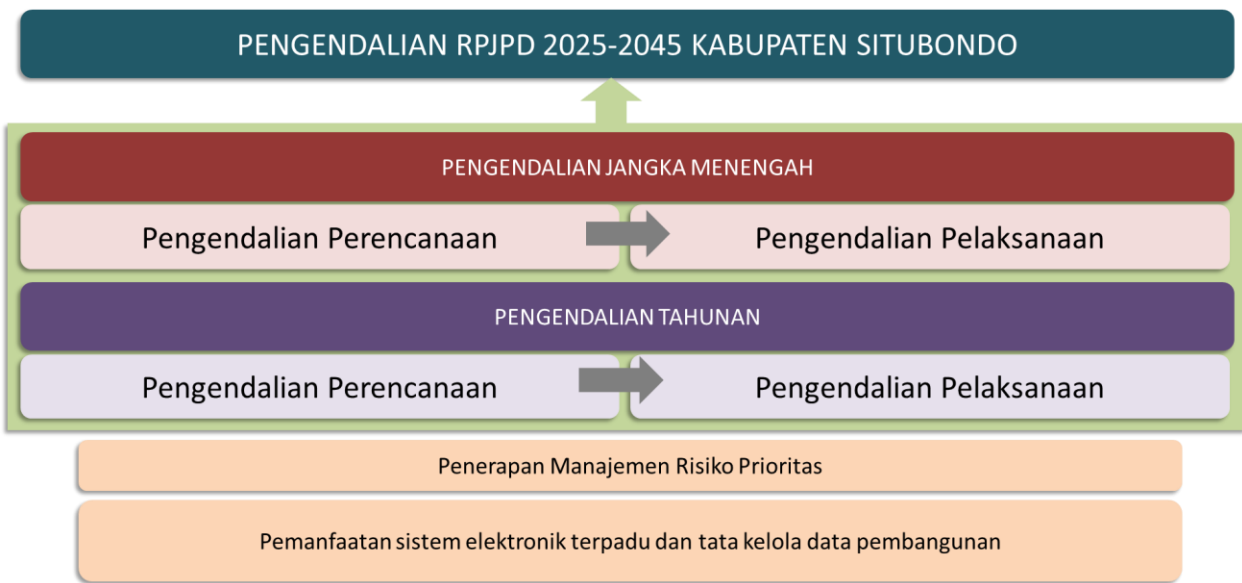 PENGENDALIAN RPJPD 2025-2045 KABUPATEN SITUBONDO
PENGENDALIAN JANGKA MENENGAH
Pengendalian Perencanaan
Pengendalian Pelaksanaan
PENGENDALIAN TAHUNAN
Pengendalian Perencanaan
Pengendalian Pelaksanaan
Penerapan Manajemen Risiko Prioritas
Pemanfaatan sistem elektronik terpadu dan tata kelola data pembangunan